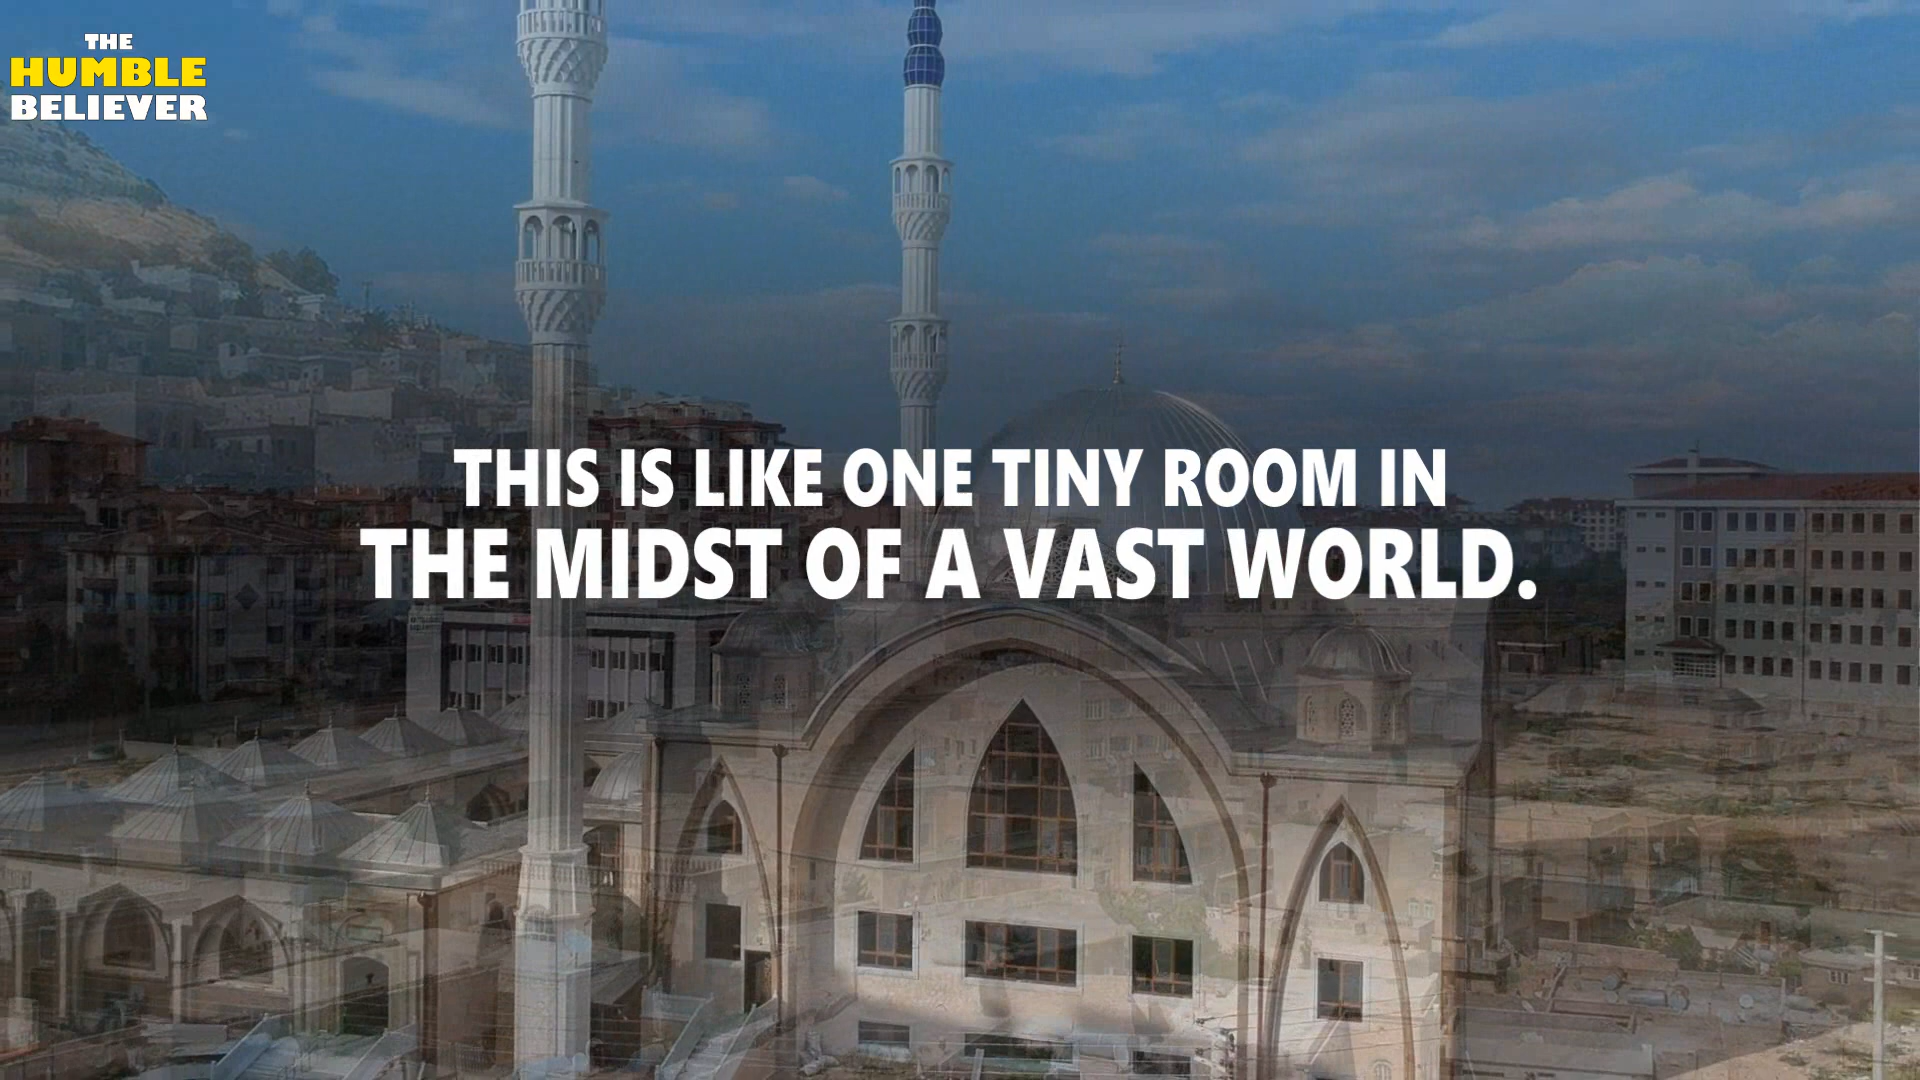 THE
HUMBLE
BELIEVER
THIS IS LIKE ONE TINY ROOM IN
THE MIDST OF A VAST WORLD.